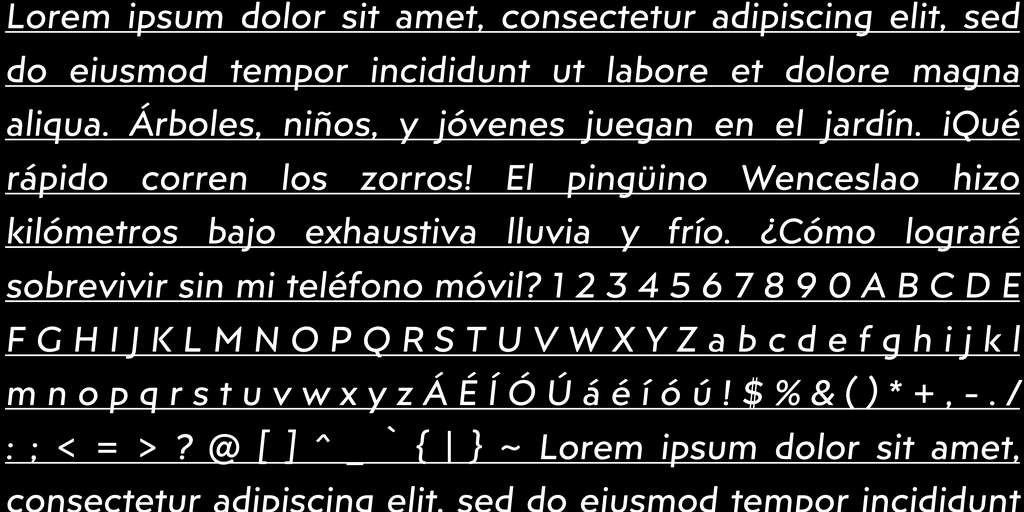 Lorem ipsum dolor sit amet, consectetur adipiscing elit, sed
do eiusmod tempor incididunt ut labore et dolore magna
aliqua. Árboles, niños, y jóvenes juegan en el jardín. ¡Qué
rápido corren los zorros! El pingüino Wenceslao hizo
kilómetros bajo exhaustiva lluvia y frío. ¿Cómo lograré
sobrevivir sin mi teléfono móvil? 1 2 3 4 5 6 7 8 9 0 A B C D E
F G H I J K L M N O P Q R S T U V W X Y Z a b c d e f g h i j k l
m n o p q r s t u v w x y z Á É Í Ó Ú á é í ó ú ! $ % & ( ) * + , - . /
: ; < = > ? @ [ ] ^ _ ` { | } ~ Lorem ipsum dolor sit amet,
consectetur adipiscing elit, sed do eiusmod tempor incididunt